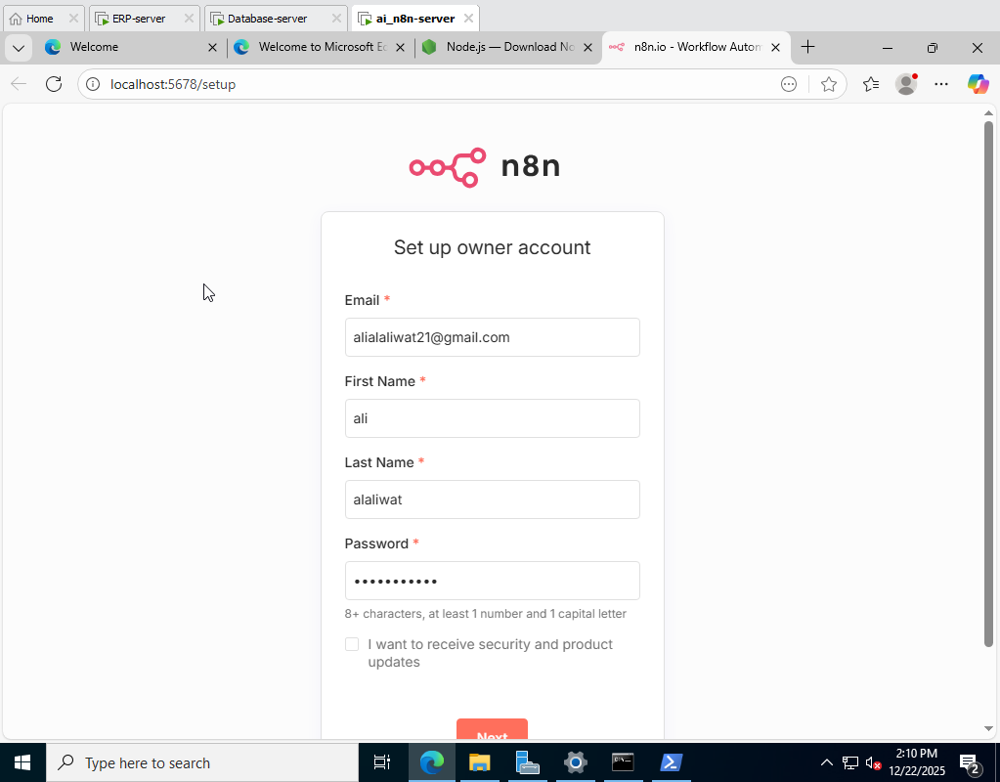 Home
ERP-server
Database-server
ai_n8n-server
Welcome
Welcome to Microsoft Ec
Node.js — Download No
n8n.io - Workflow Autom
localhost:5678/setup
n8n
Set up owner account
Email *
alialaliwat21@gmail.com
First Name *
ali
Last Name *
alaliwat
Password *
•••••••••••
8+ characters, at least 1 number and 1 capital letter
I want to receive security and product
updates
Next
Type here to search
2:10 PM
12/22/2025
2